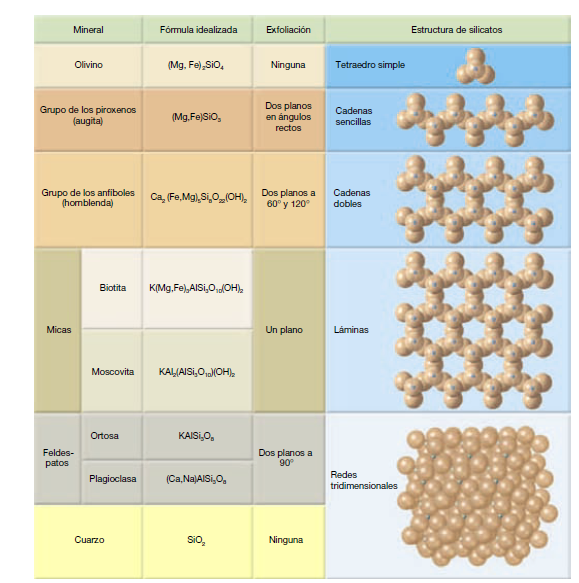 Mineral Fórmula idealizada Exfoliación Estructura de silicatos
Olivino (Mg, Fe)₂SiO₄ Ninguna Tetraedro simple
Grupo de los piroxenos
(augita)
(Mg,Fe)SiO₃
Dos planos
en ángulos
rectos
Cadenas
sencillas
Grupo de los anfíboles
(hornblenda)
Ca₂ (Fe,Mg)₅Si₈O₂₂(OH)₂
Dos planos a
60° y 120°
Cadenas
dobles
Micas
Biotita K(Mg,Fe)₃AlSi₃O₁₀(OH)₂
Un plano
Láminas
Moscovita KAl₂(AlSi₃O₁₀)(OH)₂
Feldes-
patos
Ortosa KAlSi₃O₈
Dos planos a
90°
Plagioclasa (Ca,Na)AlSi₃O₈
Redes
tridimensionales
Cuarzo SiO₂ Ninguna